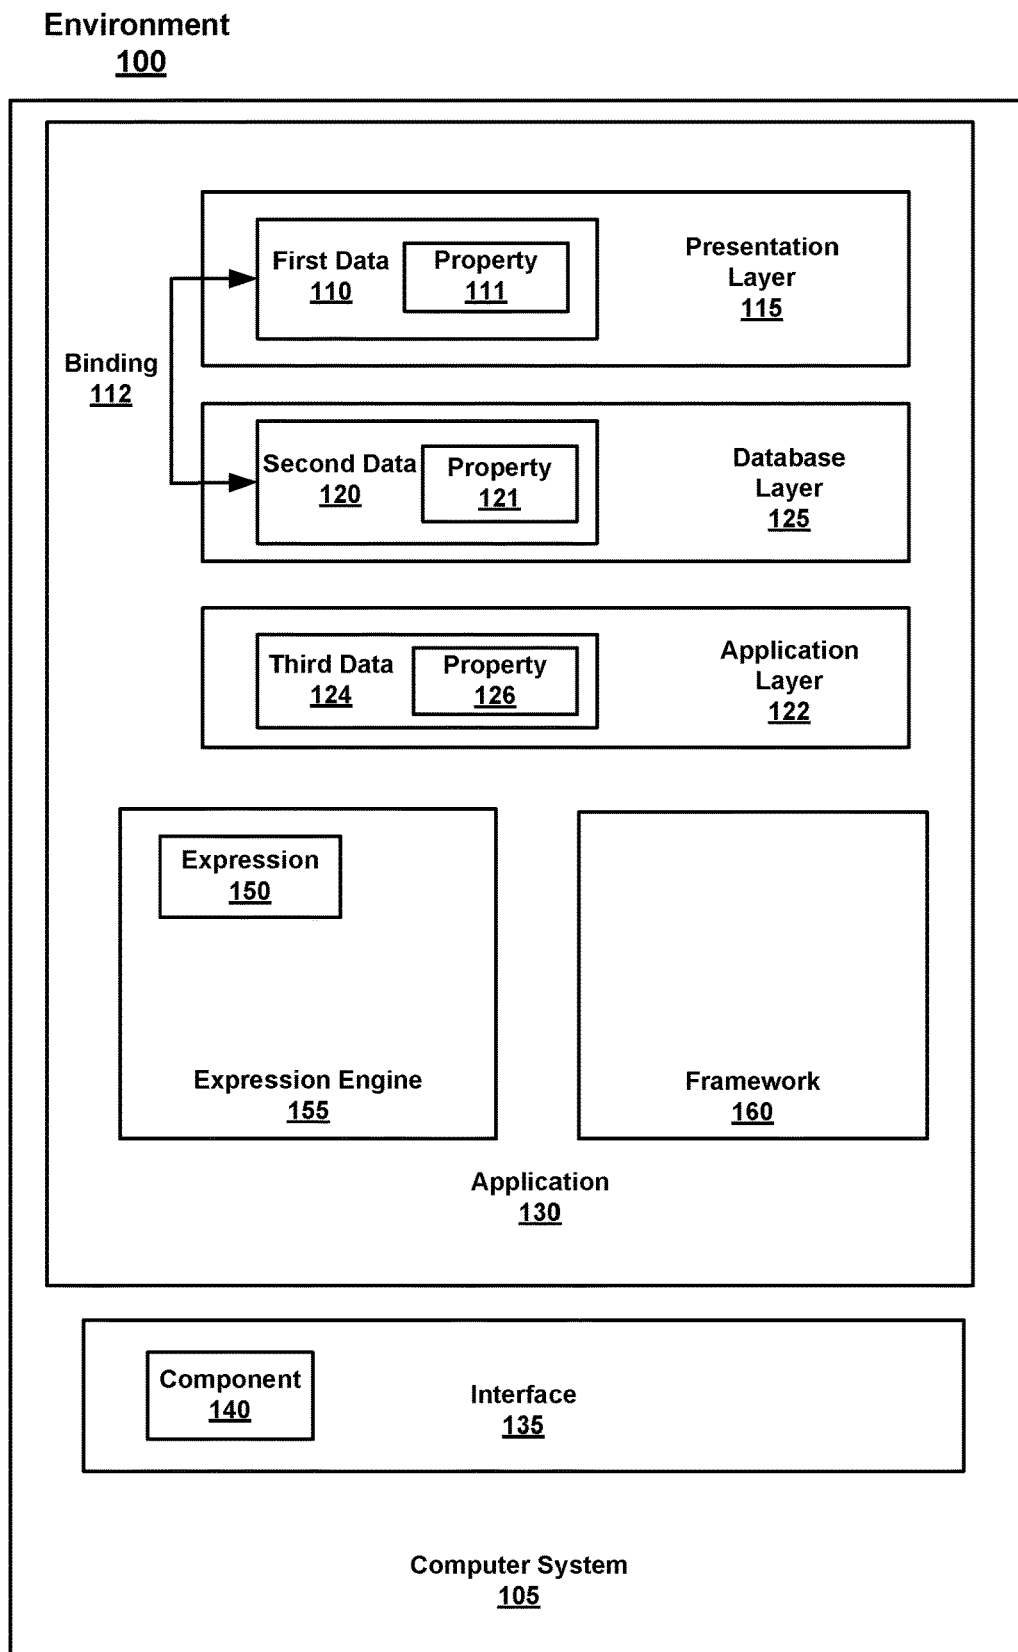 Environment
100
First Data
110
Property
111
Presentation
Layer
115
Binding
112
Second Data
120
Property
121
Database
Layer
125
Third Data
124
Property
126
Application
Layer
122
Expression
150
Expression Engine
155
Framework
160
Application
130
Component
140
Interface
135
Computer System
105